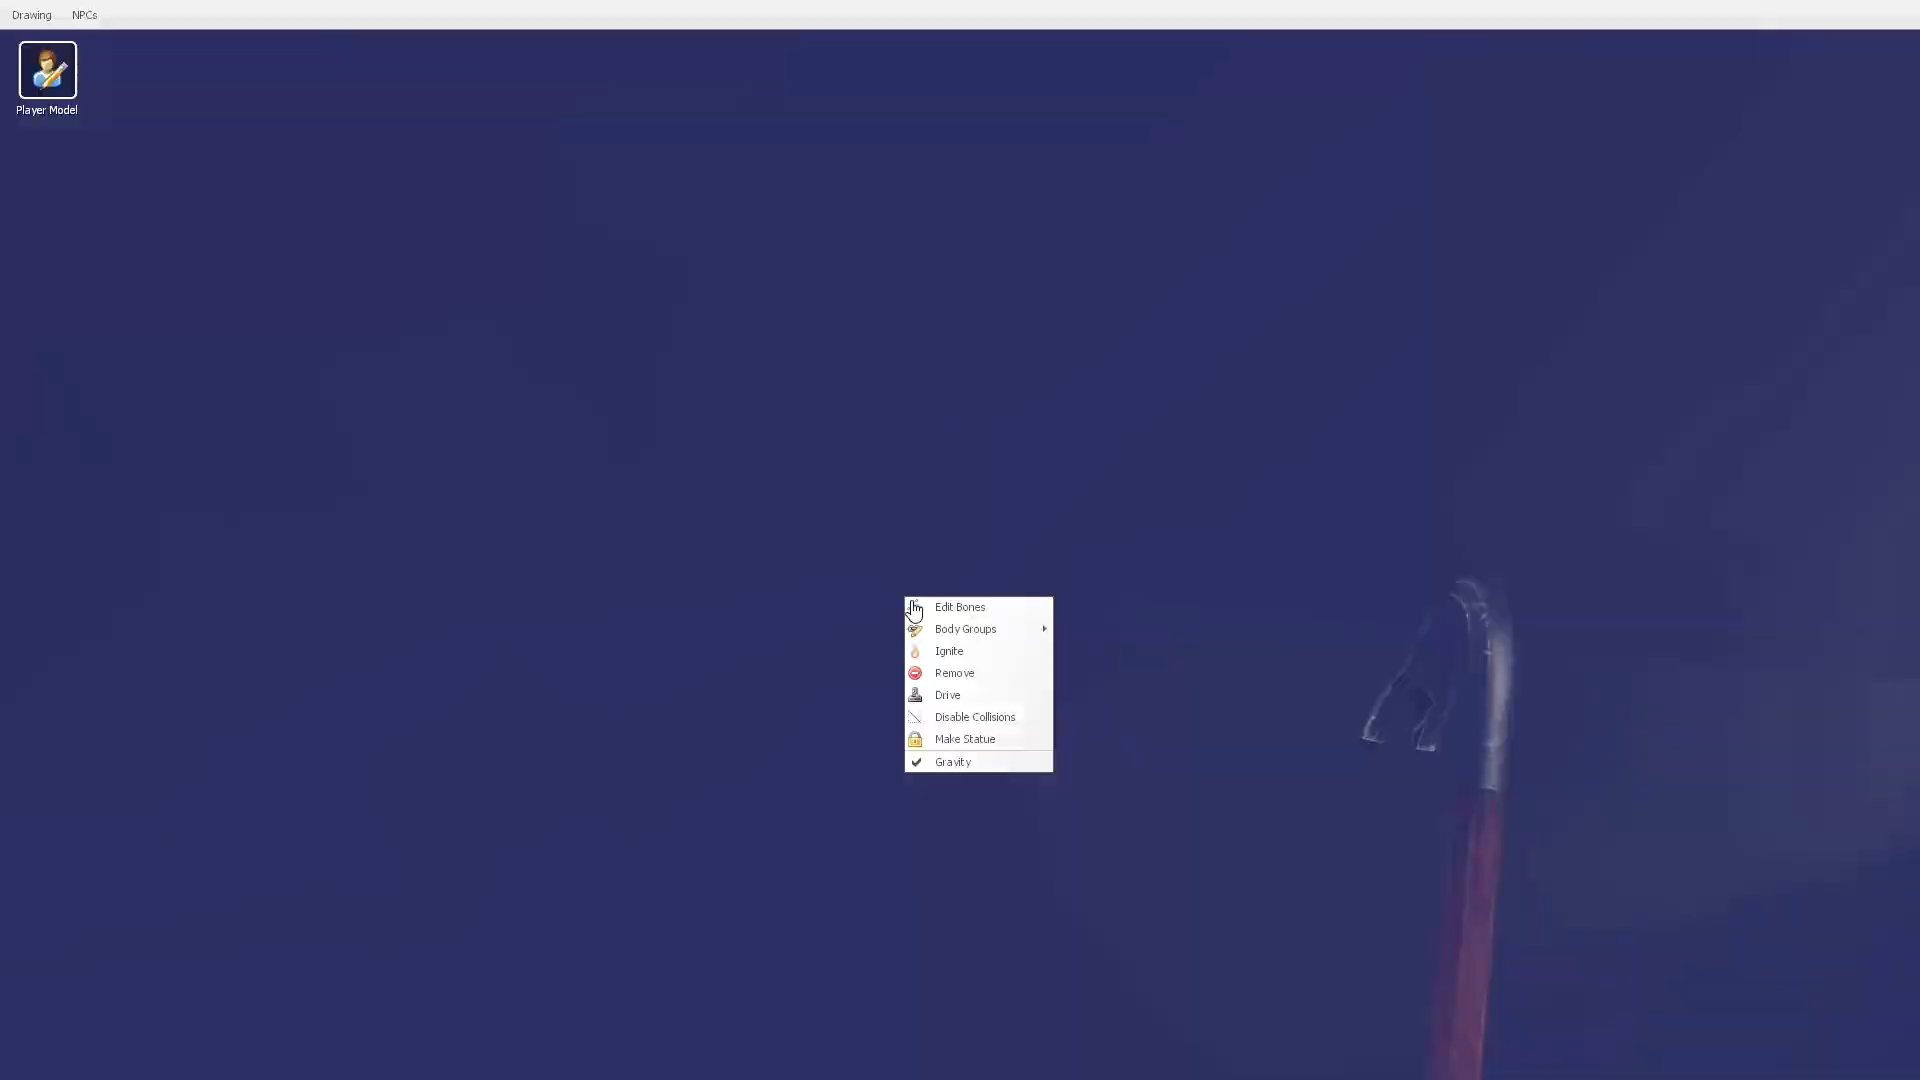 Drawing NPCs
Player Model
Edit Bones
Body Groups
Ignite
Remove
Drive
Disable Collisions
Make Statue
Gravity